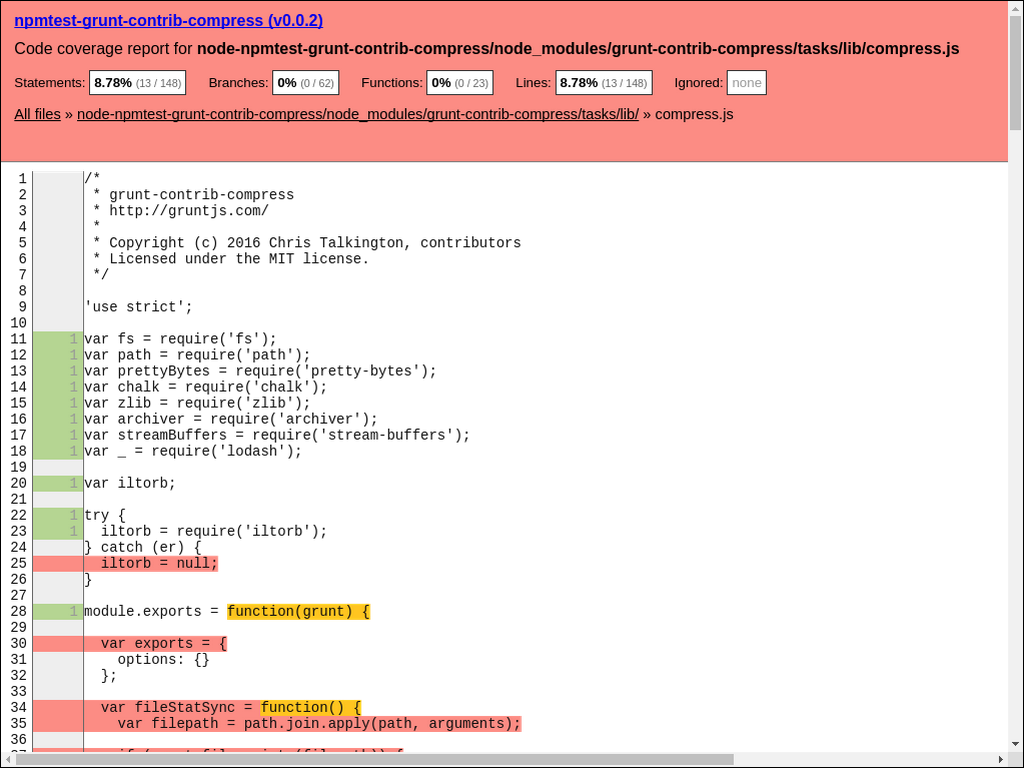 npmtest-grunt-contrib-compress (v0.0.2)
Code coverage report for node-npmtest-grunt-contrib-compress/node_modules/grunt-contrib-compress/tasks/lib/compress.js
Statements: 8.78% (13 / 148) Branches: 0% (0 / 62) Functions: 0% (0 / 23) Lines: 8.78% (13 / 148) Ignored: none
All files » node-npmtest-grunt-contrib-compress/node_modules/grunt-contrib-compress/tasks/lib/ » compress.js
1 /*
2  * grunt-contrib-compress
3  * http://gruntjs.com/
4  *
5  * Copyright (c) 2016 Chris Talkington, contributors
6  * Licensed under the MIT license.
7  */
8
9 'use strict';
10
11 1 var fs = require('fs');
12 1 var path = require('path');
13 1 var prettyBytes = require('pretty-bytes');
14 1 var chalk = require('chalk');
15 1 var zlib = require('zlib');
16 1 var archiver = require('archiver');
17 1 var streamBuffers = require('stream-buffers');
18 1 var _ = require('lodash');
19
20 1 var iltorb;
21
22 1 try {
23 1   iltorb = require('iltorb');
24 } catch (er) {
25   iltorb = null;
26 }
27
28 1 module.exports = function(grunt) {
29
30   var exports = {
31     options: {}
32   };
33
34   var fileStatSync = function() {
35     var filepath = path.join.apply(path, arguments);
36